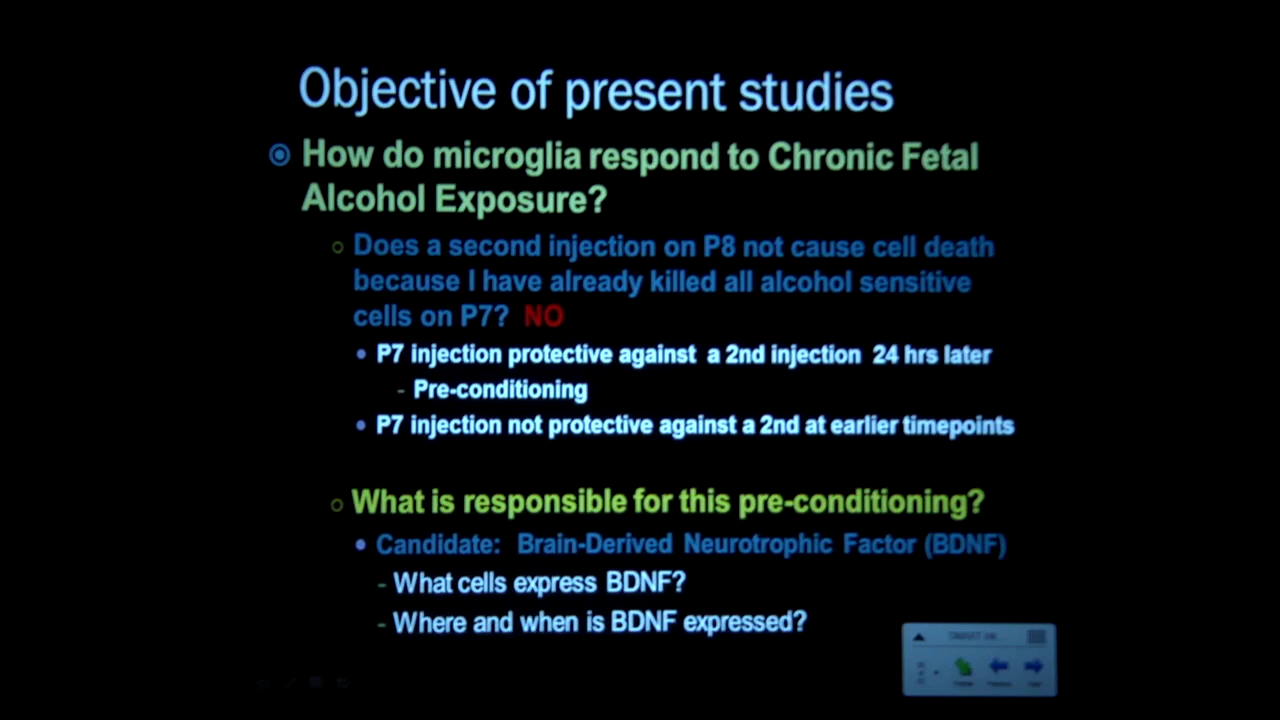 Objective of present studies
How do microglia respond to Chronic Fetal
Alcohol Exposure?
Does a second injection on P8 not cause cell death
because I have already killed all alcohol sensitive
cells on P7? NO
P7 injection protective against a 2nd injection 24 hrs later
- Pre-conditioning
P7 injection not protective against a 2nd at earlier timepoints
What is responsible for this pre-conditioning?
Candidate: Brain-Derived Neurotrophic Factor (BDNF)
- What cells express BDNF?
- Where and when is BDNF expressed?